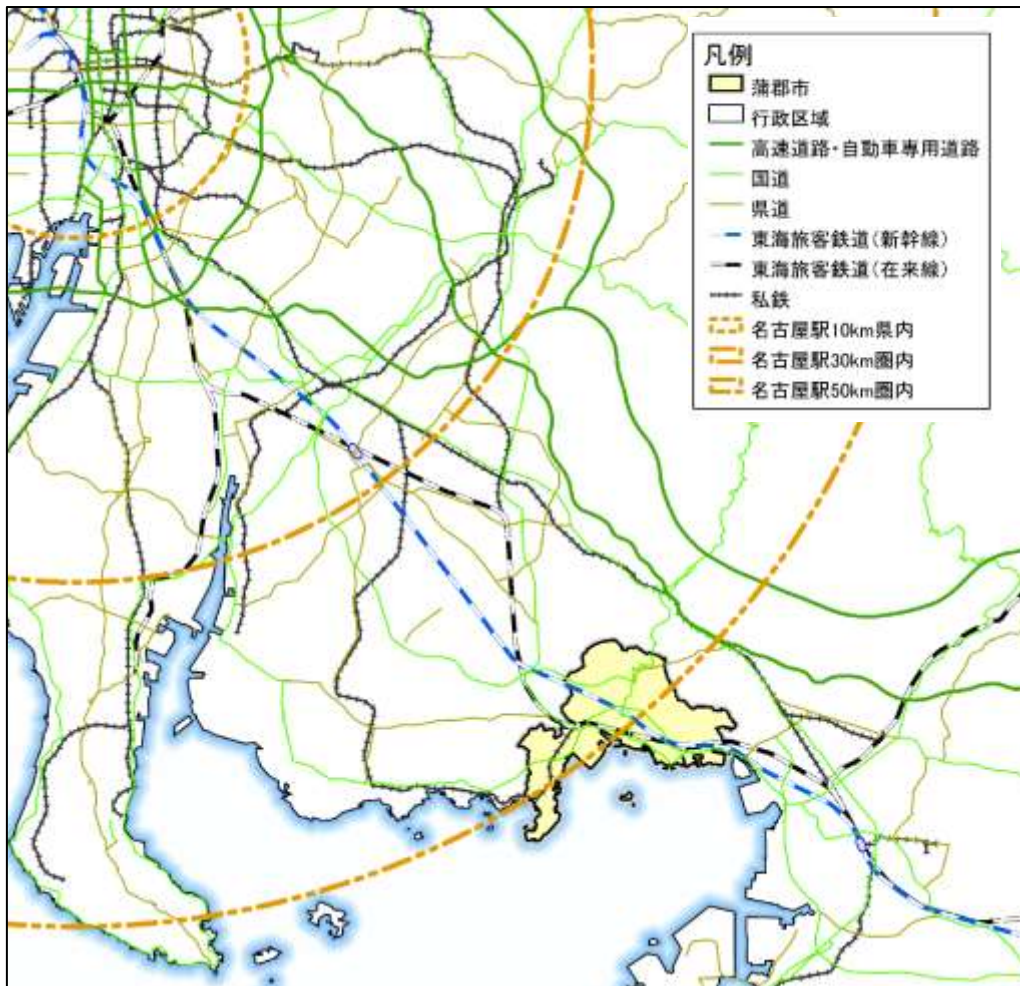 凡例
蒲郡市
行政区域
高速道路・自動車専用道路
国道
県道
東海旅客鉄道(新幹線)
東海旅客鉄道(在来線)
私鉄
名古屋駅10km県内
名古屋駅30km圏内
名古屋駅50km圏内